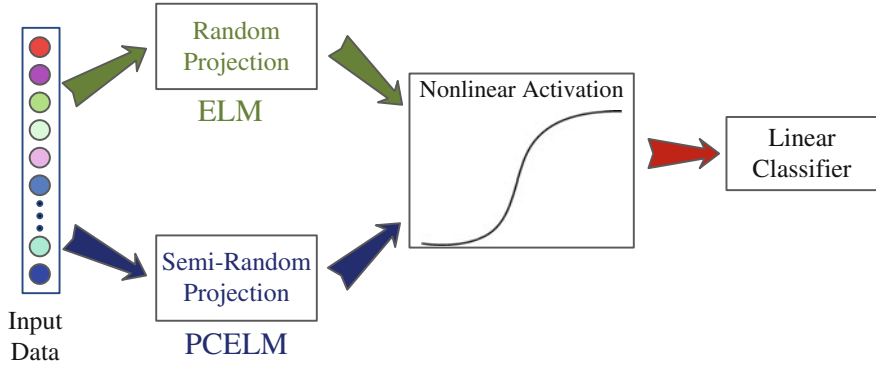 Random
Projection
ELM
Nonlinear Activation
Linear
Classifier
Semi-Random
Projection
PCELM
Input
Data